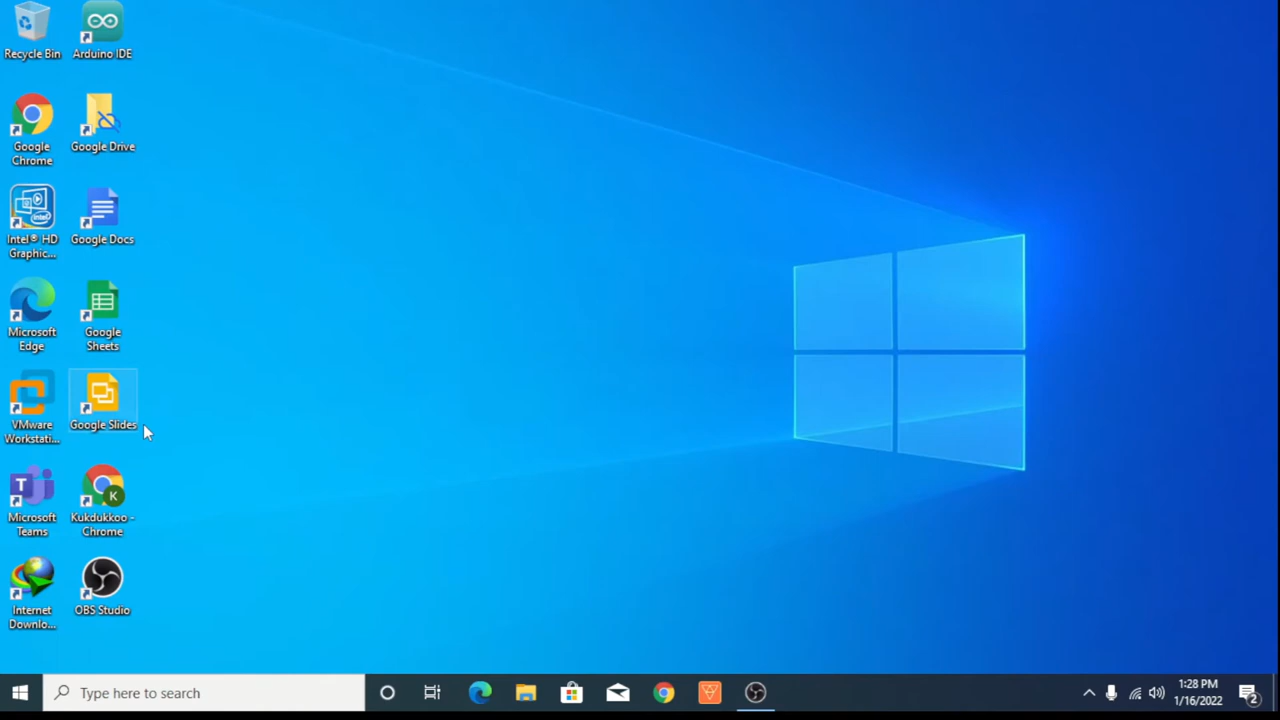 Recycle Bin
Arduino IDE
Google
Chrome
Google Drive
intel
Intel® HD
Graphic...
Google Docs
Microsoft
Edge
Google
Sheets
VMware
Workstati...
Google Slides
T
Microsoft
Teams
K
Kukdukkoo -
Chrome
Internet
Downlo...
OBS Studio
Type here to search
1:28 PM
1/16/2022
2